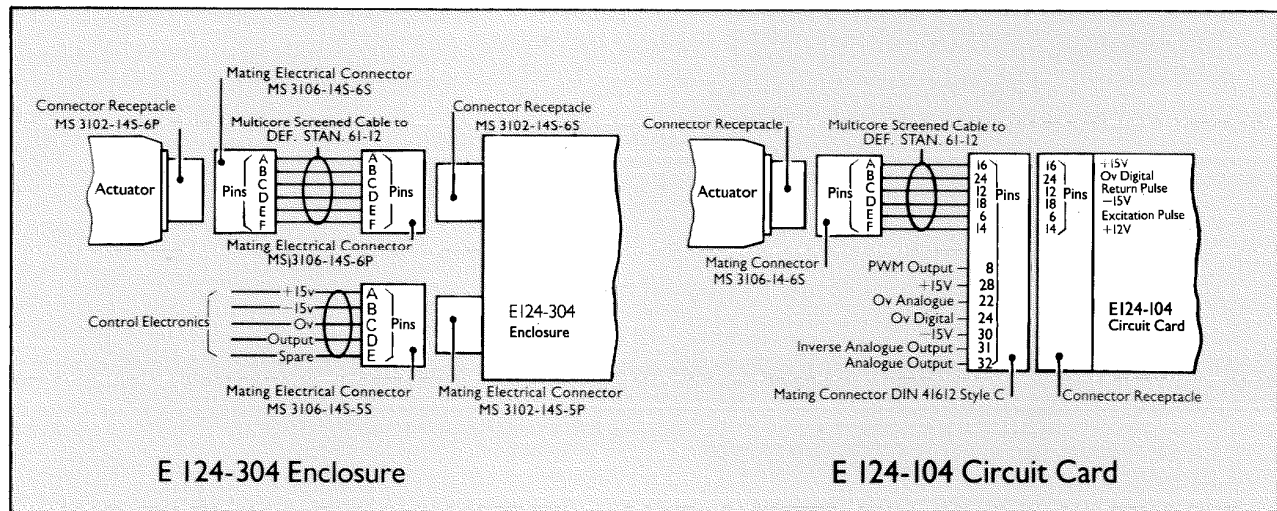 Mating Electrical Connector
MS 3106-14S-6S
Connector Receptacle
MS 3102-14S-6P
Multicore Screened Cable to
DEF. STAN. 61-12
Connector Receptacle
MS 3102-14S-6S
Actuator
Pins
A
B
C
D
E
F
A
B
C
D
E
F
Pins
Mating Electrical Connector
MS 3106-14S-6P
Control Electronics
+15v
-15v
Ov
Output
Spare
A
B
C
D
E
Pins
E124-304
Enclosure
Mating Electrical Connector
MS 3106-14S-5S
Mating Electrical Connector
MS 3102-14S-5P
E 124-304 Enclosure
Connector Receptacle
Multicore Screened Cable to
DEF. STAN. 61-12
Actuator
Pins
A
B
C
D
E
F
16
24
12
18
6
14
Pins
16
24
12
18
6
14
Pins
+15V
Ov Digital
Return Pulse
-15V
Excitation Pulse
+12V
Mating Connector
MS 3106-14-6S
PWM Output 8
+15V 28
Ov Analogue 22
Ov Digital 24
-15V 30
Inverse Analogue Output 31
Analogue Output 32
E124-104
Circuit Card
Mating Connector DIN 41612 Style C
Connector Receptacle
E 124-104 Circuit Card